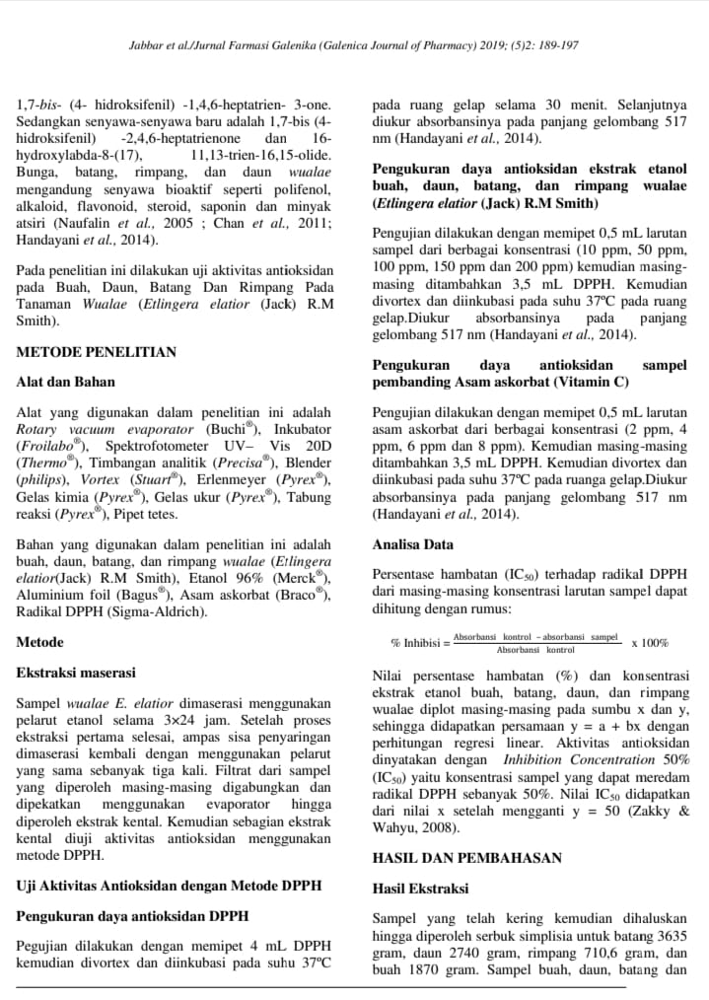 Jabbar et al./Jurnal Farmasi Galenika (Galenica Journal of Pharmacy) 2019; (5)2: 189-197
1,7-bis- (4- hidroksifenil) -1,4,6-heptatrien- 3-one.
Sedangkan senyawa-senyawa baru adalah 1,7-bis (4-
hidroksifenil) -2,4,6-heptatrienone dan 16-
hydroxylabda-8-(17), 11,13-trien-16,15-olide.
Bunga, batang, rimpang, dan daun wualae
mengandung senyawa bioaktif seperti polifenol,
alkaloid, flavonoid, steroid, saponin dan minyak
atsiri (Naufalin et al., 2005 ; Chan et al., 2011;
Handayani et al., 2014).
Pada penelitian ini dilakukan uji aktivitas antioksidan
pada Buah, Daun, Batang Dan Rimpang Pada
Tanaman Wualae (Etlingera elatior (Jack) R.M
Smith).
METODE PENELITIAN
Alat dan Bahan
Alat yang digunakan dalam penelitian ini adalah
Rotary vacuum evaporator (Buchi®), Inkubator
(Froilabo®), Spektrofotometer UV– Vis 20D
(Thermo®), Timbangan analitik (Precisa®), Blender
(philips), Vortex (Stuart®), Erlenmeyer (Pyrex®),
Gelas kimia (Pyrex®), Gelas ukur (Pyrex®), Tabung
reaksi (Pyrex®), Pipet tetes.
Bahan yang digunakan dalam penelitian ini adalah
buah, daun, batang, dan rimpang wualae (Etlingera
elatior(Jack) R.M Smith), Etanol 96% (Merck®),
Aluminium foil (Bagus®), Asam askorbat (Braco®),
Radikal DPPH (Sigma-Aldrich).
Metode
Ekstraksi maserasi
Sampel wualae E. elatior dimaserasi menggunakan
pelarut etanol selama 3×24 jam. Setelah proses
ekstraksi pertama selesai, ampas sisa penyaringan
dimaserasi kembali dengan menggunakan pelarut
yang sama sebanyak tiga kali. Filtrat dari sampel
yang diperoleh masing-masing digabungkan dan
dipekatkan menggunakan evaporator hingga
diperoleh ekstrak kental. Kemudian sebagian ekstrak
kental diuji aktivitas antioksidan menggunakan
metode DPPH.
Uji Aktivitas Antioksidan dengan Metode DPPH
Pengukuran daya antioksidan DPPH
Pegujian dilakukan dengan memipet 4 mL DPPH
kemudian divortex dan diinkubasi pada suhu 37ºC
pada ruang gelap selama 30 menit. Selanjutnya
diukur absorbansinya pada panjang gelombang 517
nm (Handayani et al., 2014).
Pengukuran daya antioksidan ekstrak etanol
buah, daun, batang, dan rimpang wualae
(Etlingera elatior (Jack) R.M Smith)
Pengujian dilakukan dengan memipet 0,5 mL larutan
sampel dari berbagai konsentrasi (10 ppm, 50 ppm,
100 ppm, 150 ppm dan 200 ppm) kemudian masing-
masing ditambahkan 3,5 mL DPPH. Kemudian
divortex dan diinkubasi pada suhu 37ºC pada ruang
gelap.Diukur absorbansinya pada panjang
gelombang 517 nm (Handayani et al., 2014).
Pengukuran daya antioksidan sampel
pembanding Asam askorbat (Vitamin C)
Pengujian dilakukan dengan memipet 0,5 mL larutan
asam askorbat dari berbagai konsentrasi (2 ppm, 4
ppm, 6 ppm dan 8 ppm). Kemudian masing-masing
ditambahkan 3,5 mL DPPH. Kemudian divortex dan
diinkubasi pada suhu 37ºC pada ruanga gelap.Diukur
absorbansinya pada panjang gelombang 517 nm
(Handayani et al., 2014).
Analisa Data
Persentase hambatan (IC50) terhadap radikal DPPH
dari masing-masing konsentrasi larutan sampel dapat
dihitung dengan rumus:
% Inhibisi = Absorbansi kontrol – absorbansi sampel x 100%
Absorbansi kontrol
Nilai persentase hambatan (%) dan konsentrasi
ekstrak etanol buah, batang, daun, dan rimpang
wualae diplot masing-masing pada sumbu x dan y,
sehingga didapatkan persamaan y = a + bx dengan
perhitungan regresi linear. Aktivitas antioksidan
dinyatakan dengan Inhibition Concentration 50%
(IC50) yaitu konsentrasi sampel yang dapat meredam
radikal DPPH sebanyak 50%. Nilai IC50 didapatkan
dari nilai x setelah mengganti y = 50 (Zakky &
Wahyu, 2008).
HASIL DAN PEMBAHASAN
Hasil Ekstraksi
Sampel yang telah kering kemudian dihaluskan
hingga diperoleh serbuk simplisia untuk batang 3635
gram, daun 2740 gram, rimpang 710,6 gram, dan
buah 1870 gram. Sampel buah, daun, batang dan